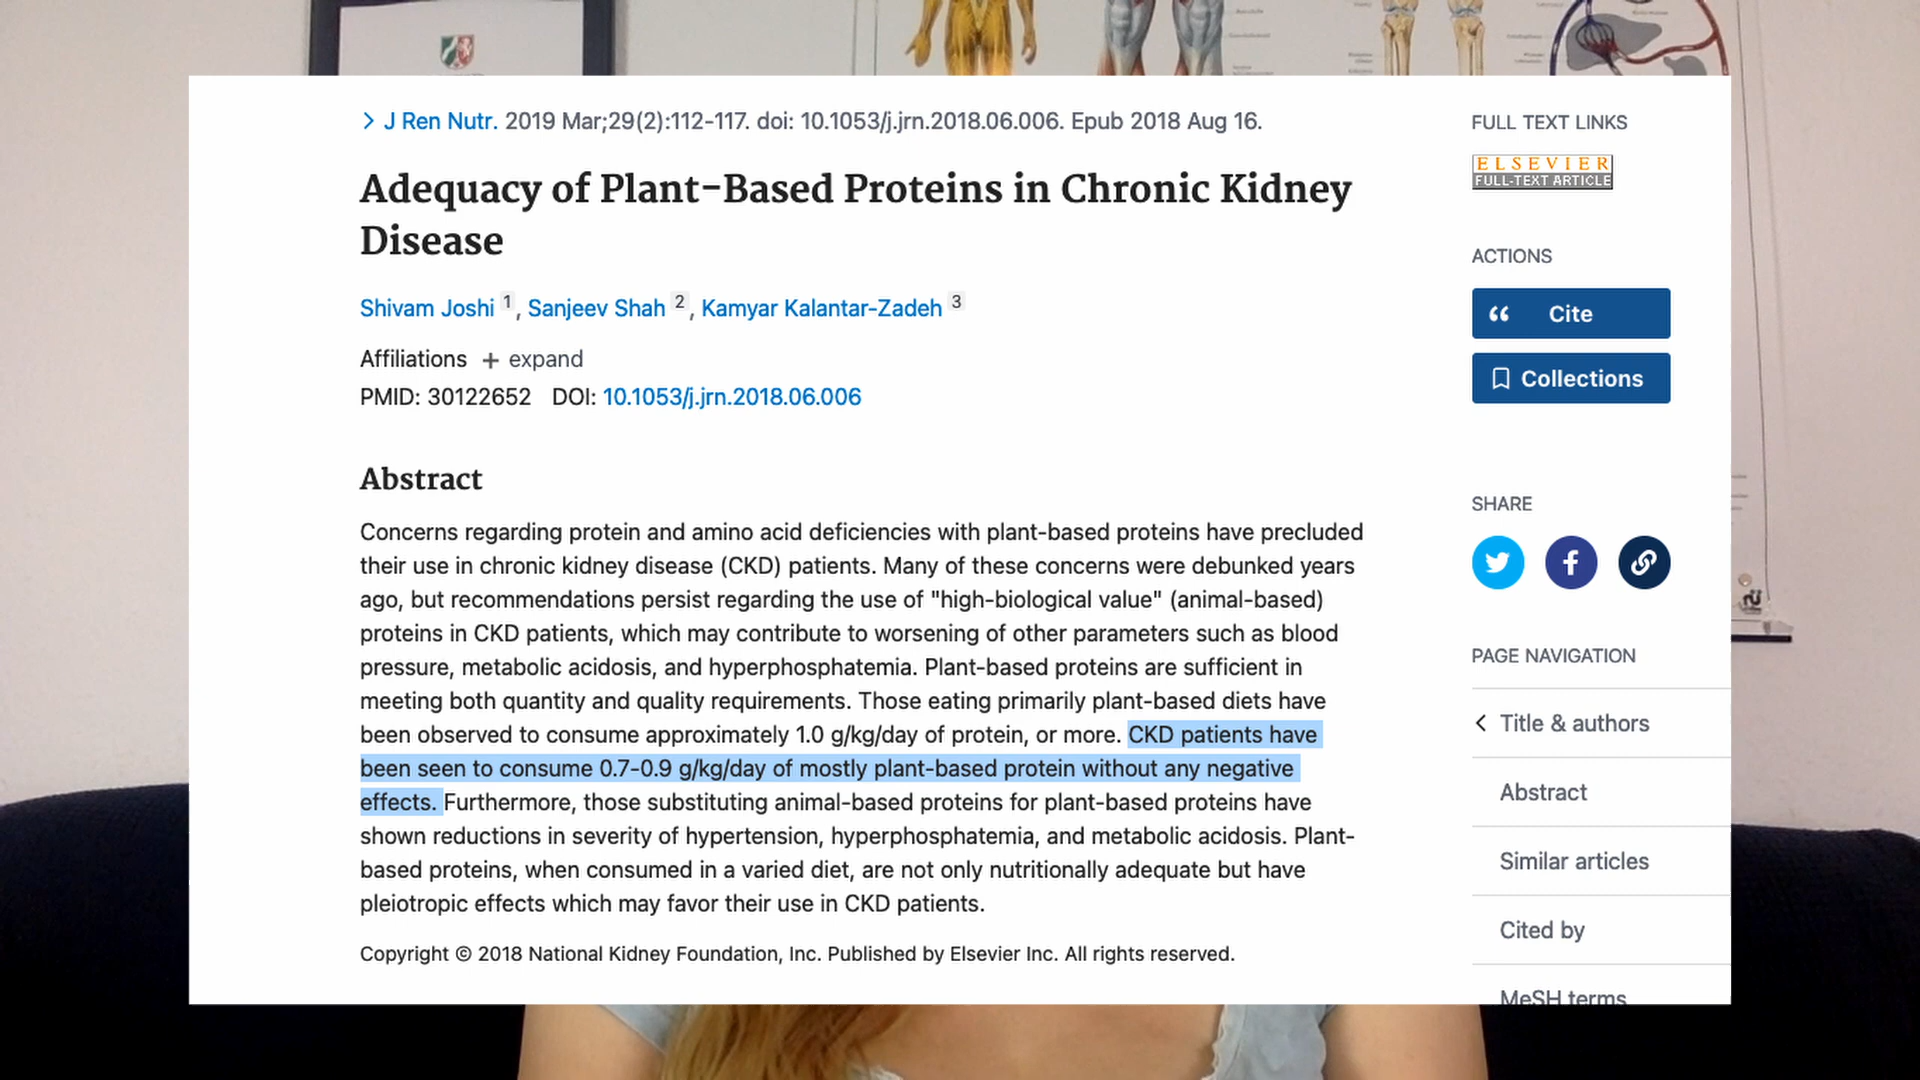 J Ren Nutr. 2019 Mar;29(2):112-117. doi: 10.1053/j.jrn.2018.06.006. Epub 2018 Aug 16.
Adequacy of Plant-Based Proteins in Chronic Kidney
Disease
Shivam Joshi 1, Sanjeev Shah 2, Kamyar Kalantar-Zadeh 3
Affiliations + expand
PMID: 30122652 DOI: 10.1053/j.jrn.2018.06.006
Abstract
Concerns regarding protein and amino acid deficiencies with plant-based proteins have precluded
their use in chronic kidney disease (CKD) patients. Many of these concerns were debunked years
ago, but recommendations persist regarding the use of "high-biological value" (animal-based)
proteins in CKD patients, which may contribute to worsening of other parameters such as blood
pressure, metabolic acidosis, and hyperphosphatemia. Plant-based proteins are sufficient in
meeting both quantity and quality requirements. Those eating primarily plant-based diets have
been observed to consume approximately 1.0 g/kg/day of protein, or more. CKD patients have
been seen to consume 0.7-0.9 g/kg/day of mostly plant-based protein without any negative
effects. Furthermore, those substituting animal-based proteins for plant-based proteins have
shown reductions in severity of hypertension, hyperphosphatemia, and metabolic acidosis. Plant-
based proteins, when consumed in a varied diet, are not only nutritionally adequate but have
pleiotropic effects which may favor their use in CKD patients.
Copyright © 2018 National Kidney Foundation, Inc. Published by Elsevier Inc. All rights reserved.
FULL TEXT LINKS
ELSEVIER
FULL-TEXT ARTICLE
ACTIONS
Cite
Collections
SHARE
PAGE NAVIGATION
Title & authors
Abstract
Similar articles
Cited by
MeSH terms